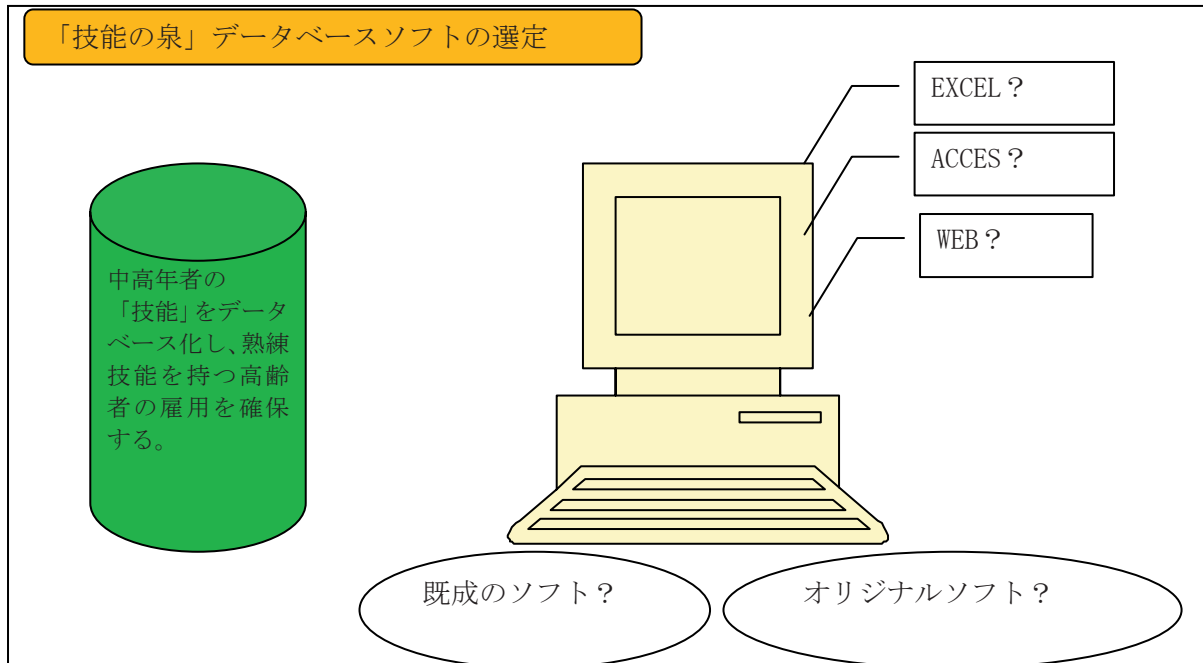 「技能の泉」データベースソフトの選定
EXCEL？
ACCES？
WEB？
中高年者の
「技能」をデータ
ベース化し、熟練
技能を持つ高齢
者の雇用を確保
する。
既成のソフト？
オリジナルソフト？